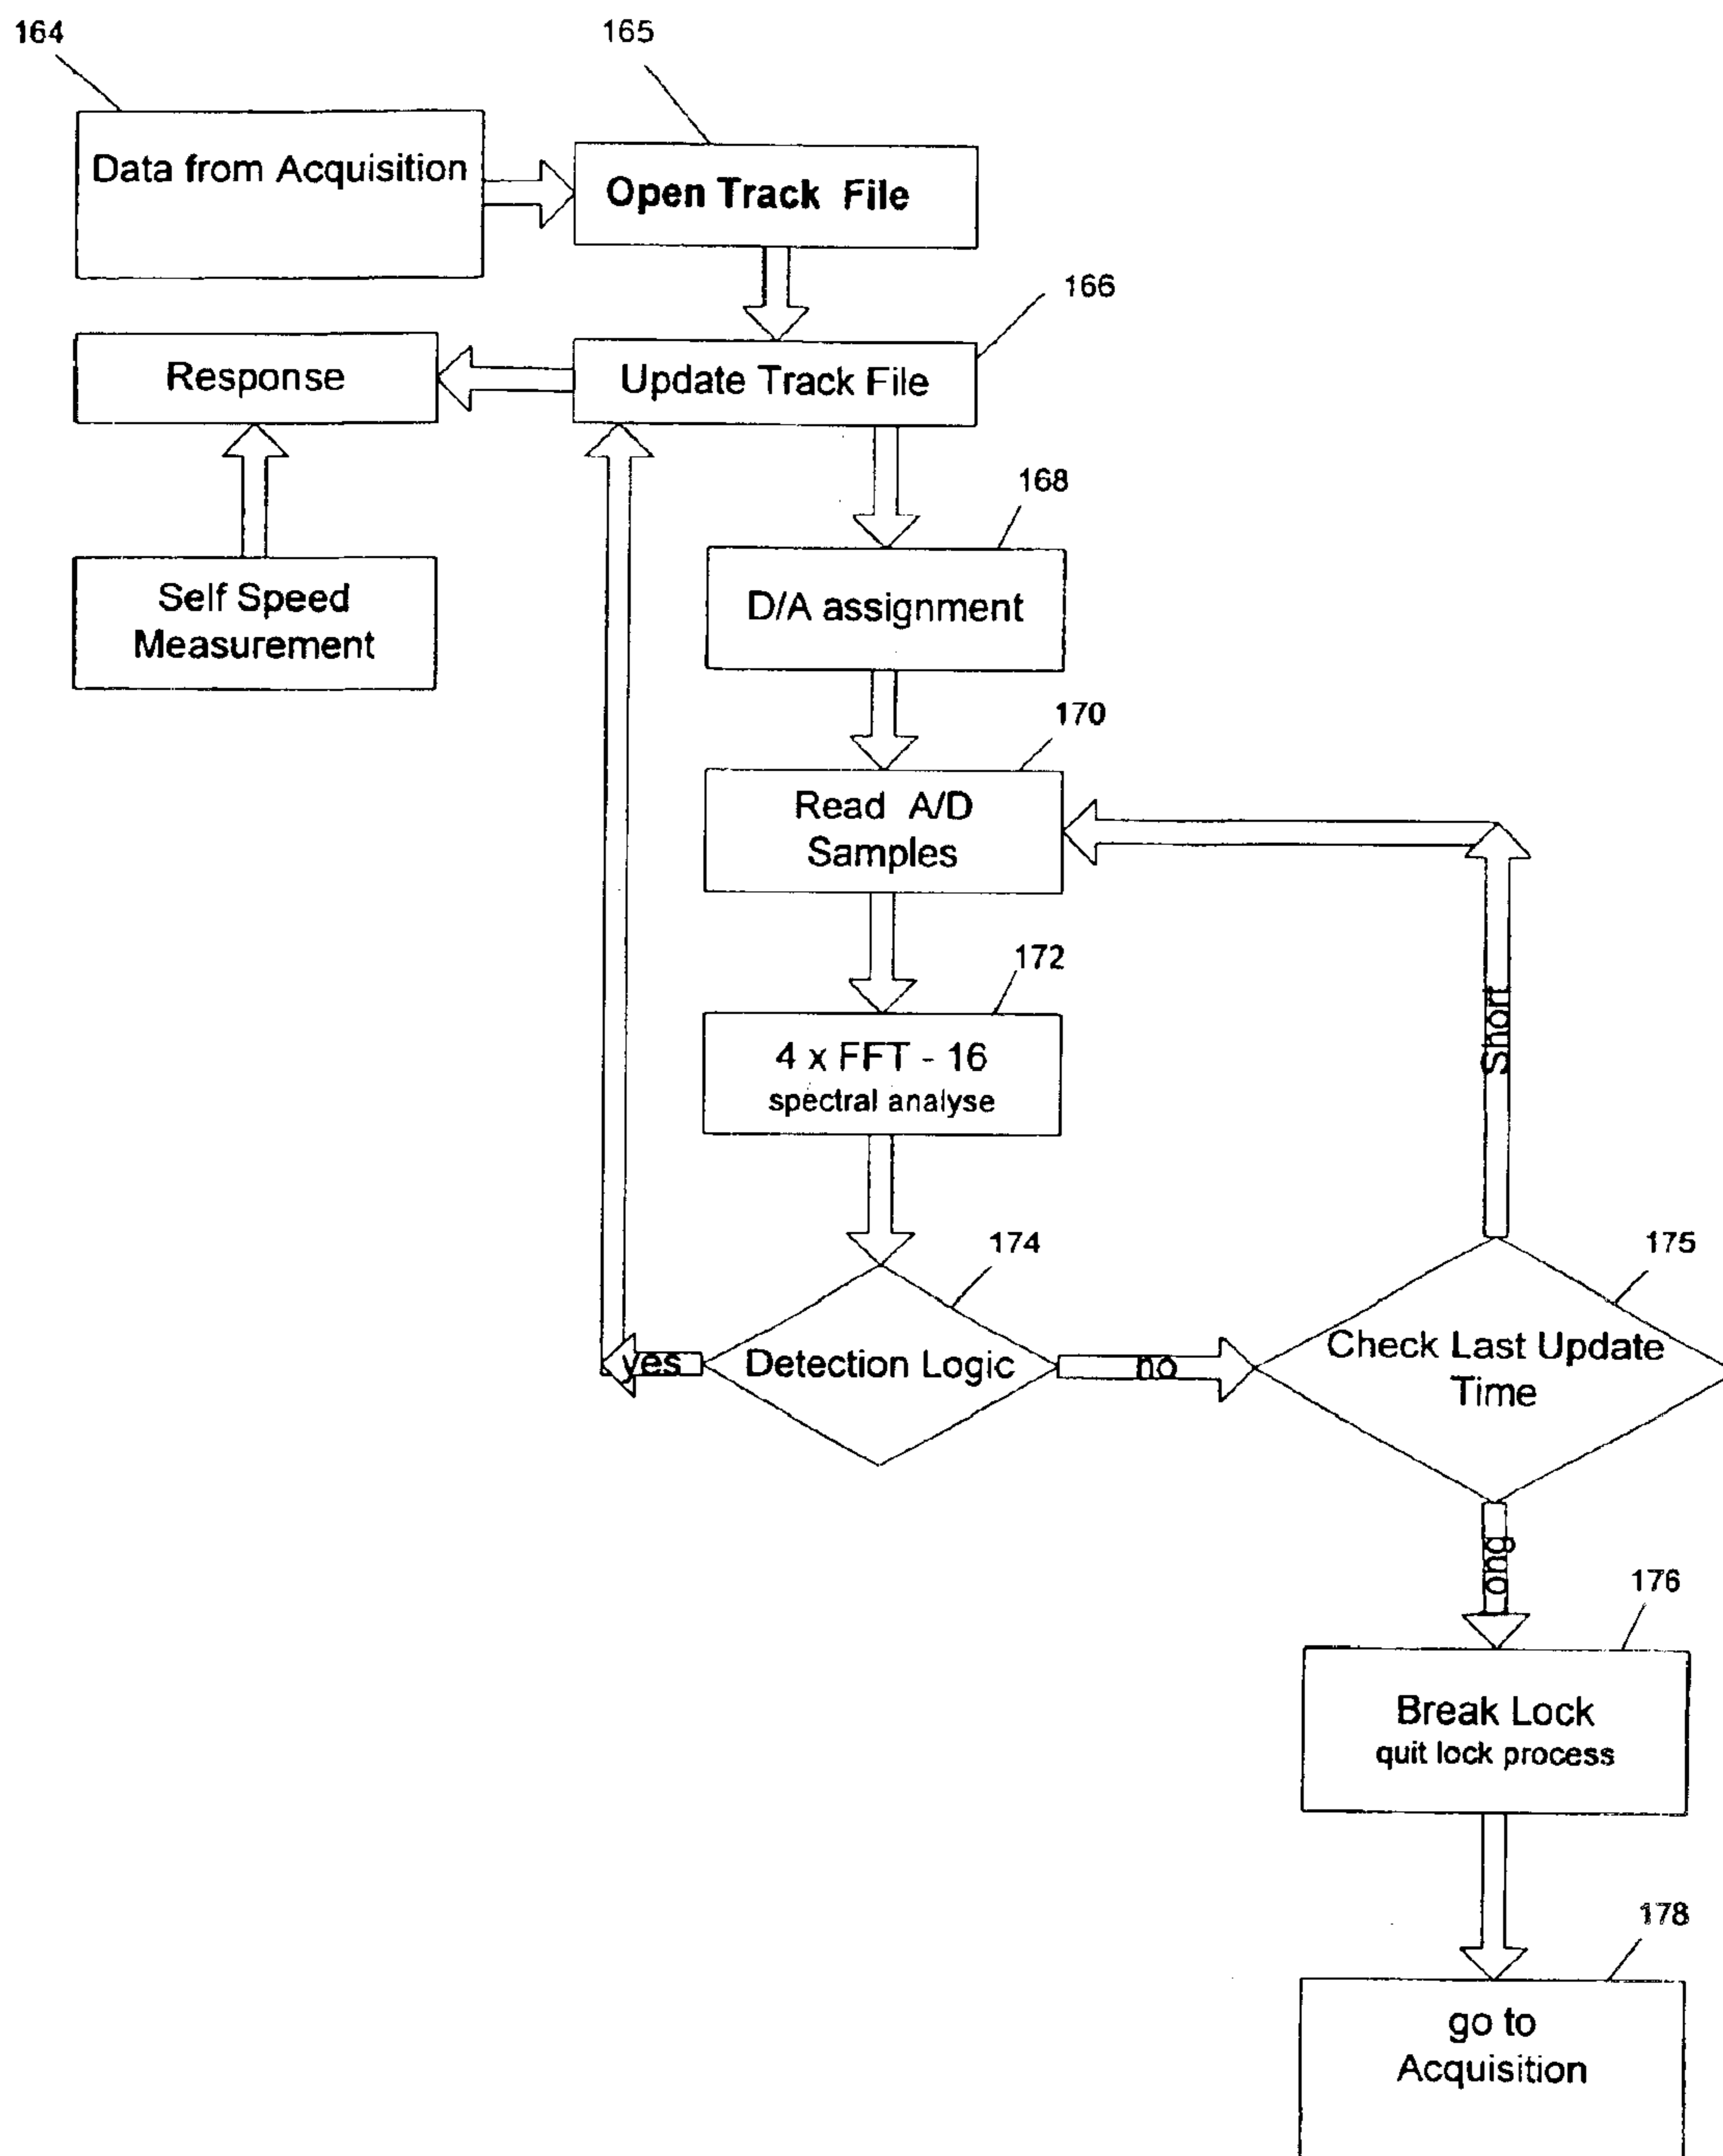 164
165
Data from Acquisition
Open Track File
166
Response
Update Track File
168
Self Speed
Measurement
D/A assignment
170
Read A/D
Samples
172
4 x FFT - 16
spectral analyse
Short
174
175
yes
Detection Logic
no
Check Last Update
Time
ong
176
Break Lock
quit lock process
178
go to
Acquisition